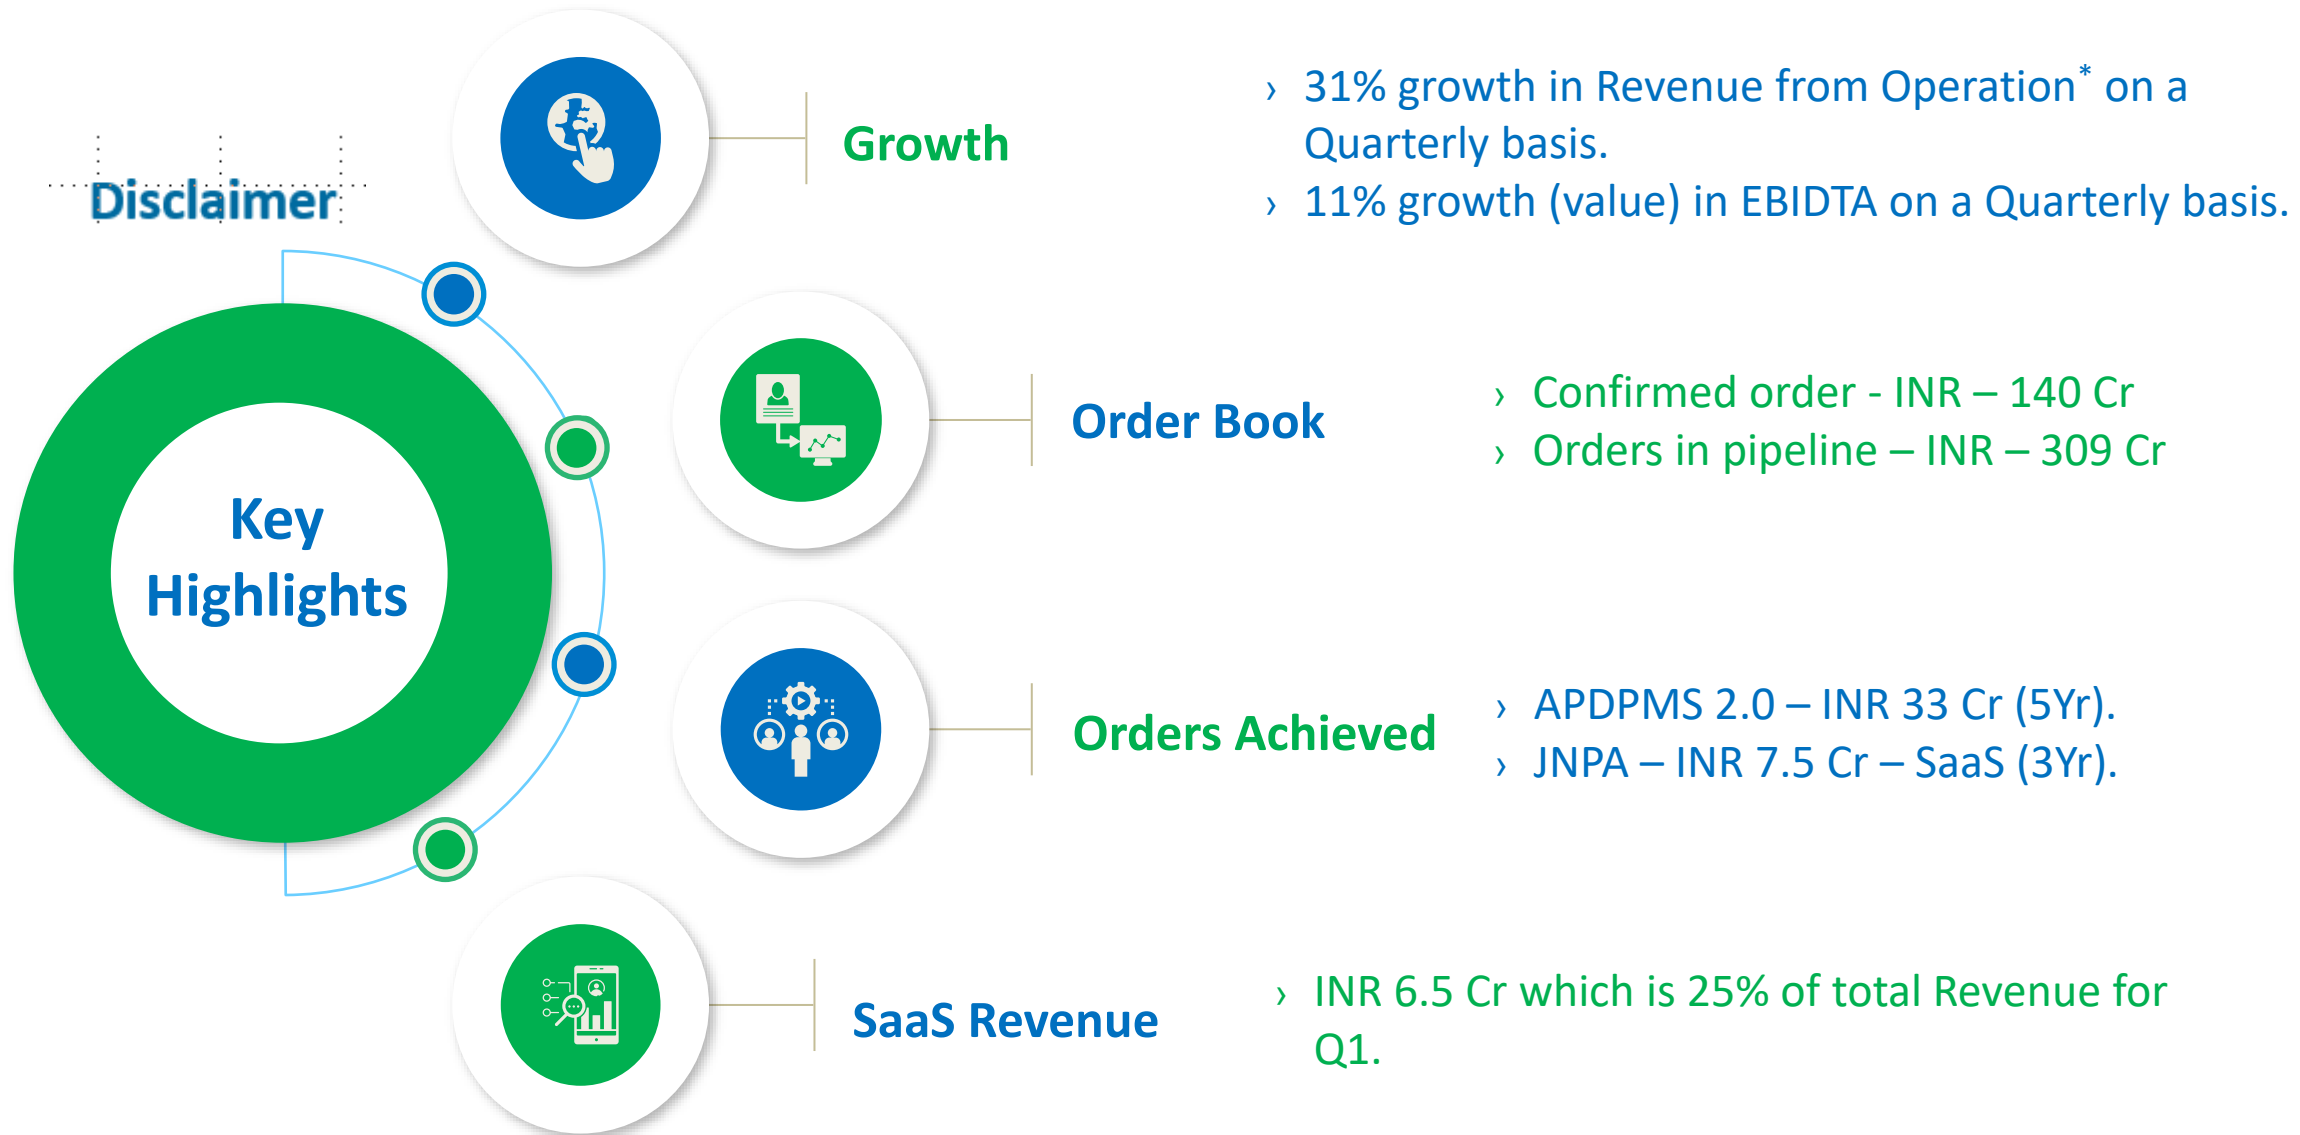 Disclaimer
Key
Highlights
Growth
› 31% growth in Revenue from Operation* on a
Quarterly basis.
› 11% growth (value) in EBIDTA on a Quarterly basis.
Order Book
› Confirmed order - INR – 140 Cr
› Orders in pipeline – INR – 309 Cr
Orders Achieved
› APDPMS 2.0 – INR 33 Cr (5Yr).
› JNPA – INR 7.5 Cr – SaaS (3Yr).
SaaS Revenue
› INR 6.5 Cr which is 25% of total Revenue for
Q1.